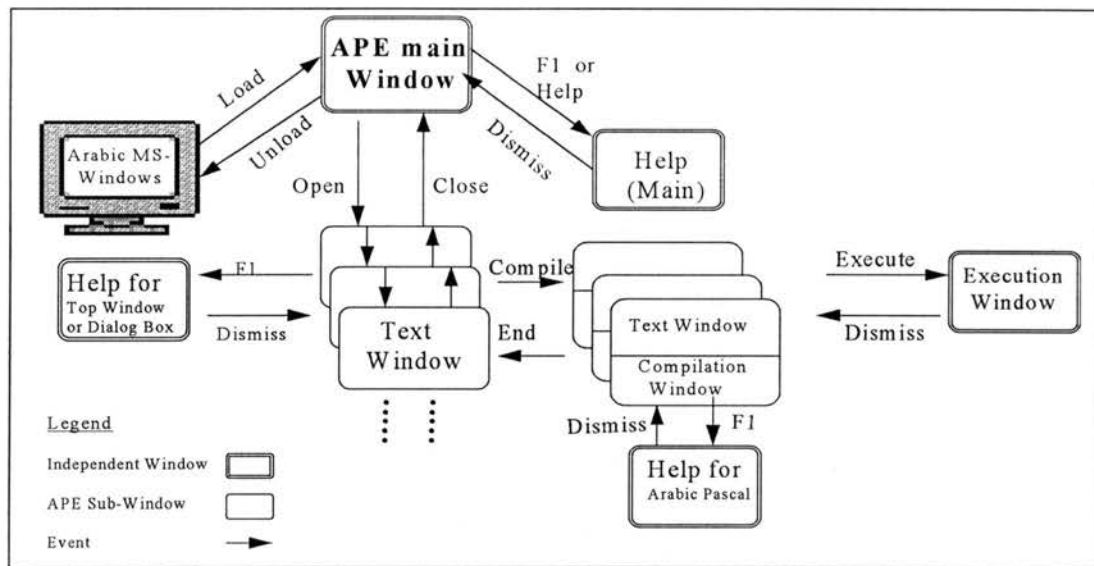 APE main
Window
Load
Unload
F1 or
Help
Dismiss
Arabic MS-
Windows
Help
(Main)
Open
Close
F1
Compile
Execute
Help for
Top Window
or Dialog Box
Execution
Window
Dismiss
Text
Window
End
Text Window
Dismiss
Compilation
Window
Legend
Dismiss
F1
Independent Window
Help for
Arabic Pascal
APE Sub-Window
Event